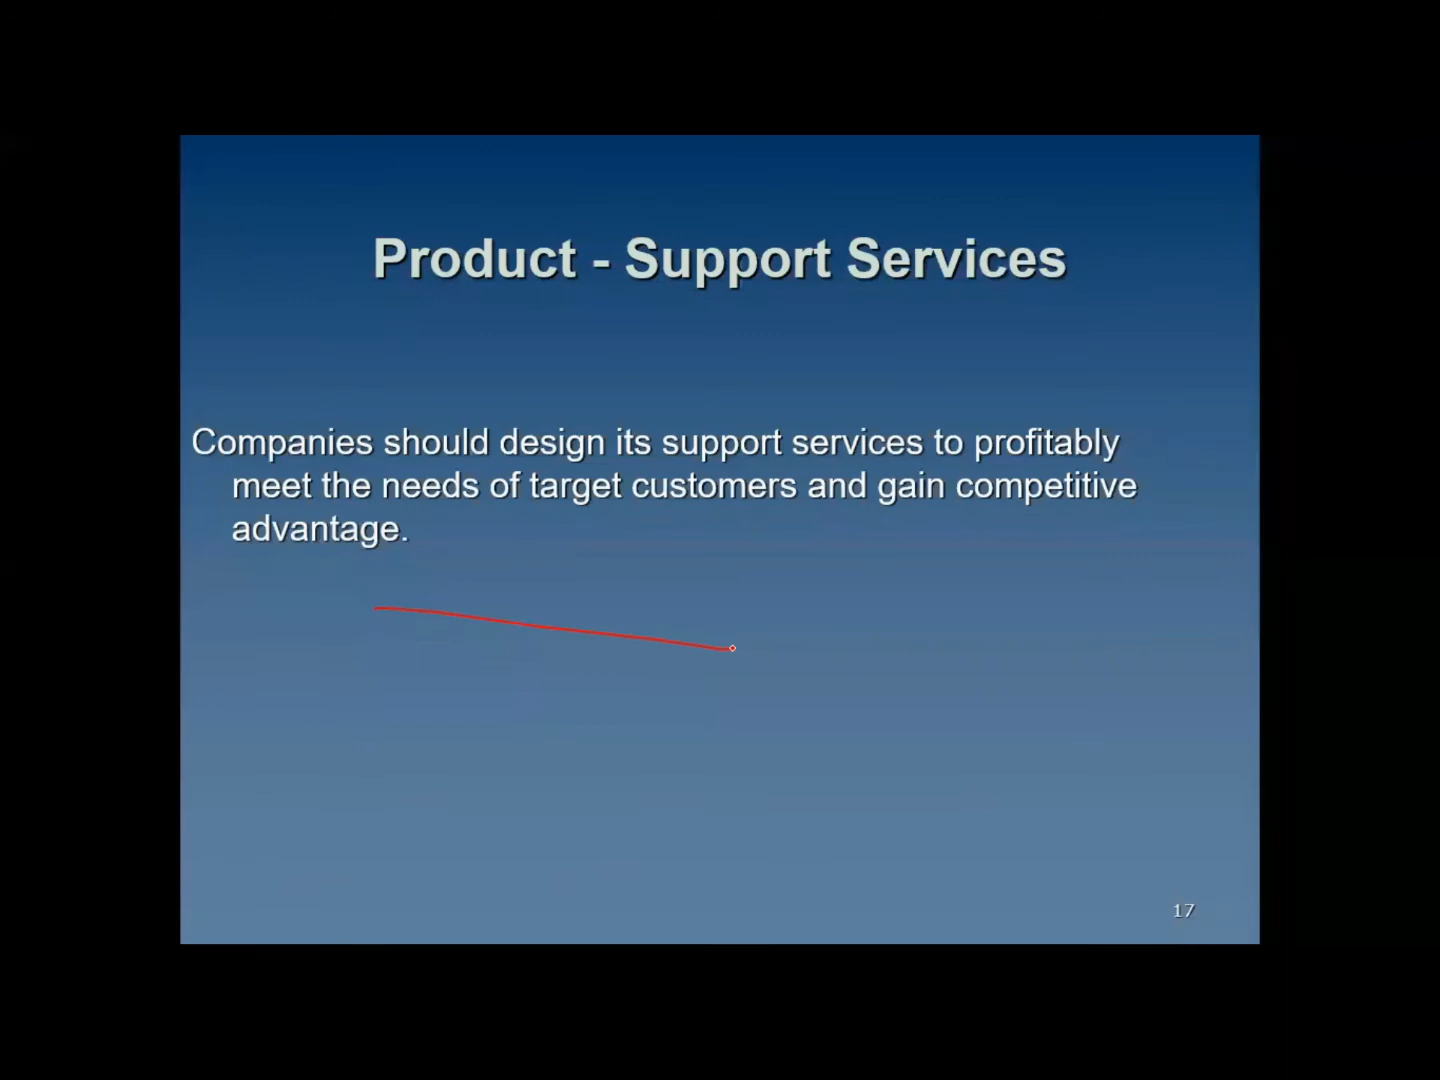 Product - Support Services
Companies should design its support services to profitably
meet the needs of target customers and gain competitive
advantage.
17